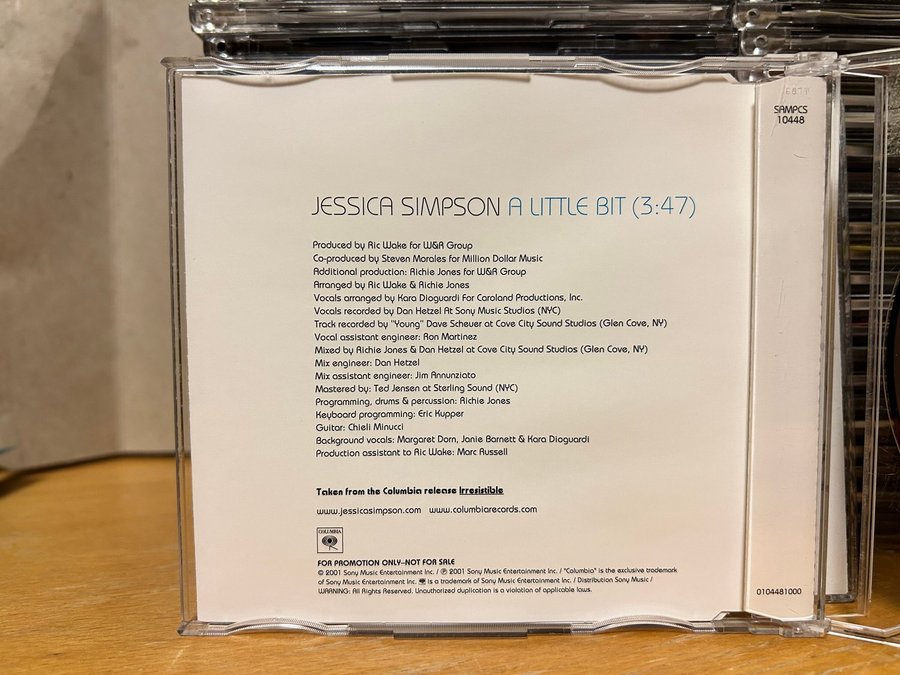 JESSICA SIMPSON A LITTLE BIT (3:47)
Produced by Ric Wake for W&R Group
Co-produced by Steven Morales for Million Dollar Music
Additional production: Richie Jones for W&R Group
Arranged by Ric Wake & Richie Jones
Vocals arranged by Kara Dioguardi For Caroland Productions, Inc.
Vocals recorded by Dan Hetzel At Sony Music Studios (NYC)
Track recorded by "Young" Dave Scheuer at Cove City Sound Studios (Glen Cove, NY)
Vocal assistant engineer: Ron Martinez
Mixed by Richie Jones & Dan Hetzel at Cove City Sound Studios (Glen Cove, NY)
Mix engineer: Dan Hetzel
Mix assistant engineer: Jim Annunziato
Mastered by: Ted Jensen at Sterling Sound (NYC)
Programming, drums & percussion: Richie Jones
Keyboard programming: Eric Kupper
Guitar: Chieli Minucci
Background vocals: Margaret Dorn, Janie Barnett & Kara Dioguardi
Production assistant to Ric Wake: Marc Russell
Taken from the Columbia release Irresistible
www.jessicasimpson.com www.columbiarecords.com
COLUMBIA
FOR PROMOTION ONLY–NOT FOR SALE
© 2001 Sony Music Entertainment Inc. / ℗ 2001 Sony Music Entertainment Inc. / "Columbia" is the exclusive trademark
of Sony Music Entertainment Inc. is a trademark of Sony Music Entertainment Inc. / Distribution Sony Music /
WARNING: All Rights Reserved. Unauthorized duplication is a violation of applicable laws.
SAMPCS
10448
0104481000